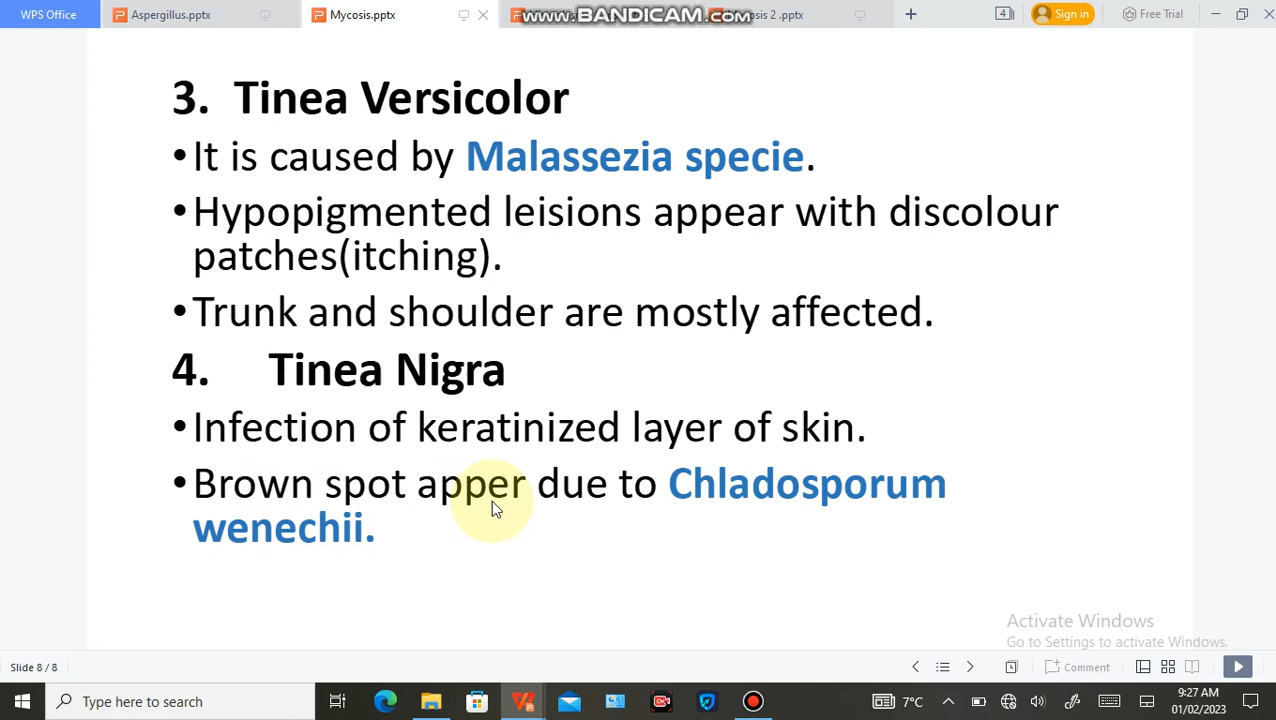 WPS Office
Aspergillus.pptx
Mycosis.pptx
www.BANDICAM.com
2 .pptx
4
Sign in
Free Trial
3. Tinea Versicolor
•It is caused by Malassezia specie.
•Hypopigmented leisions appear with discolour
patches(itching).
•Trunk and shoulder are mostly affected.
4. Tinea Nigra
•Infection of keratinized layer of skin.
•Brown spot apper due to Chladosporum
wenechii.
Activate Windows
Go to Settings to activate Windows.
Slide 8 / 8
Comment
Type here to search
7°C
9:27 AM
01/02/2023